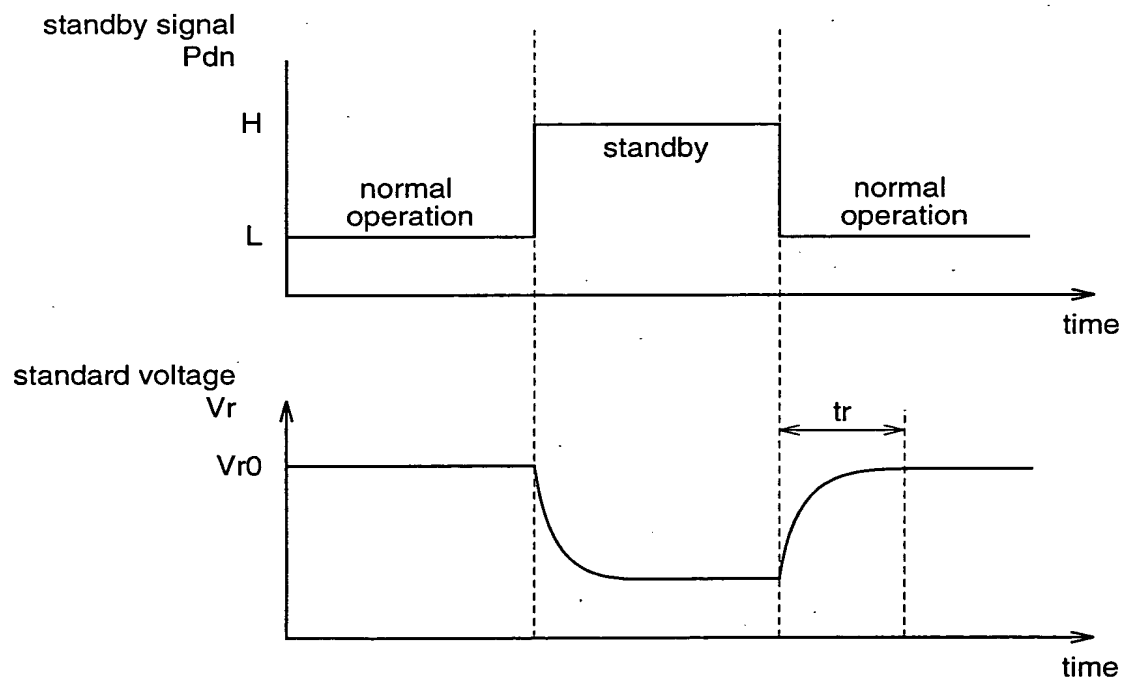 standby signal
Pdn
H
standby
normal
operation
normal
operation
L
time
standard voltage
Vr
tr
Vr0
time